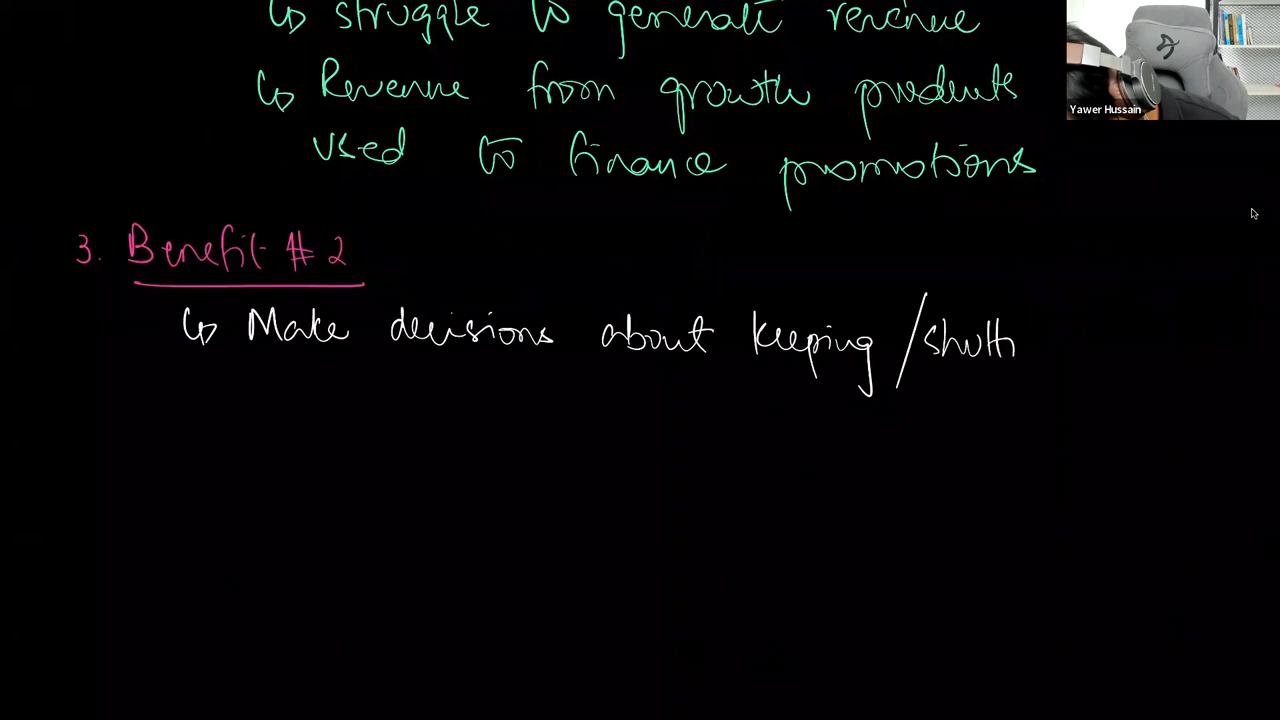 ↳ struggle to generate revenue
↳ Revenue from growth products
used to finance promotions
Yawer Hussain
3. Benefit #2
↳ Make decisions about keeping /shutt